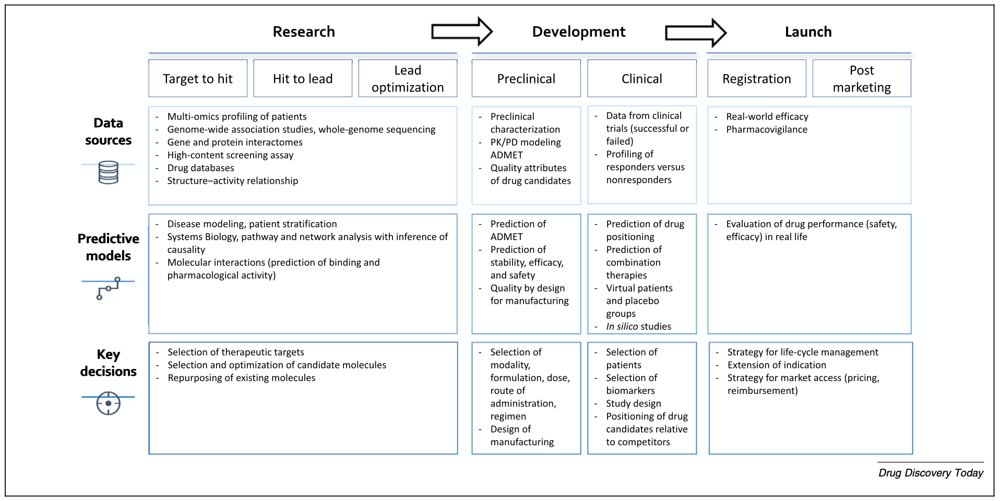 Research
Development
Launch
Target to hit
Hit to lead
Lead
optimization
Preclinical
Clinical
Registration
Post
marketing
Data
sources
- Multi-omics profiling of patients
- Genome-wide association studies, whole-genome sequencing
- Gene and protein interactomes
- High-content screening assay
- Drug databases
- Structure–activity relationship
- Preclinical
characterization
- PK/PD modeling
ADMET
- Quality attributes
of drug candidates
- Data from clinical
trials (successful or
failed)
- Profiling of
responders versus
nonresponders
- Real-world efficacy
- Pharmacovigilance
Predictive
models
- Disease modeling, patient stratification
- Systems Biology, pathway and network analysis with inference of
causality
- Molecular interactions (prediction of binding and
pharmacological activity)
- Prediction of
ADMET
- Prediction of
stability, efficacy,
and safety
- Quality by design
for manufacturing
- Prediction of drug
positioning
- Prediction of
combination
therapies
- Virtual patients
and placebo
groups
- In silico studies
- Evaluation of drug performance (safety,
efficacy) in real life
Key
decisions
- Selection of therapeutic targets
- Selection and optimization of candidate molecules
- Repurposing of existing molecules
- Selection of
modality,
formulation, dose,
route of
administration,
regimen
- Design of
manufacturing
- Selection of
patients
- Selection of
biomarkers
- Study design
- Positioning of drug
candidates relative
to competitors
- Strategy for life-cycle management
- Extension of indication
- Strategy for market access (pricing,
reimbursement)
Drug Discovery Today